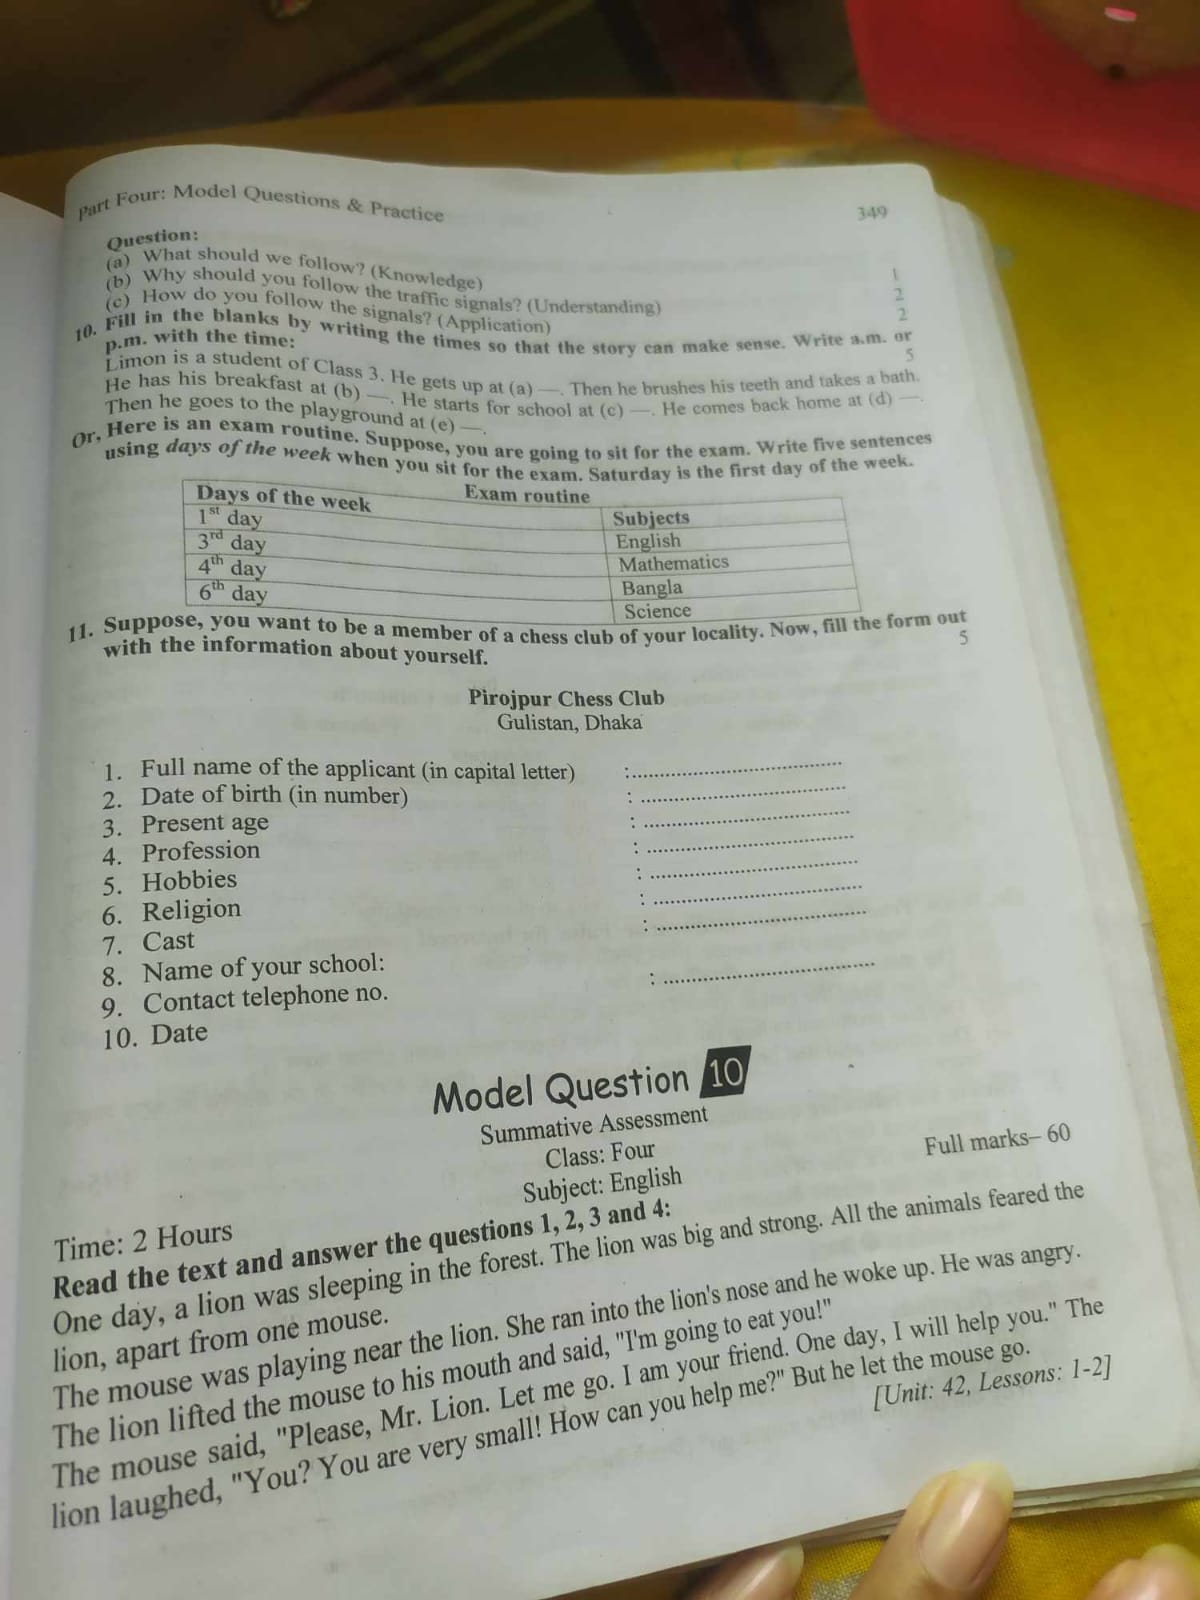 Part Four: Model Questions & Practice 349
Question:
(a) What should we follow? (Knowledge) 1
(b) Why should you follow the traffic signals? (Understanding) 2
(c) How do you follow the signals? (Application) 2
10. Fill in the blanks by writing the times so that the story can make sense. Write a.m. or
p.m. with the time: 5
Limon is a student of Class 3. He gets up at (a) —. Then he brushes his teeth and takes a bath.
He has his breakfast at (b) —. He starts for school at (c) —. He comes back home at (d) —.
Then he goes to the playground at (e) —.
Or, Here is an exam routine. Suppose, you are going to sit for the exam. Write five sentences
using days of the week when you sit for the exam. Saturday is the first day of the week.
Exam routine
Days of the week Subjects
1st day English
3rd day Mathematics
4th day Bangla
6th day Science
11. Suppose, you want to be a member of a chess club of your locality. Now, fill the form out
with the information about yourself. 5
Pirojpur Chess Club
Gulistan, Dhaka
1. Full name of the applicant (in capital letter) :....................................
2. Date of birth (in number) : ...................................
3. Present age : ...................................
4. Profession : ...................................
5. Hobbies : ...................................
6. Religion : ...................................
7. Cast : ...................................
8. Name of your school:
9. Contact telephone no. : ...................................
10. Date
Model Question 10
Summative Assessment
Class: Four
Subject: English
Time: 2 Hours Full marks– 60
Read the text and answer the questions 1, 2, 3 and 4:
One day, a lion was sleeping in the forest. The lion was big and strong. All the animals feared the
lion, apart from one mouse.
The mouse was playing near the lion. She ran into the lion's nose and he woke up. He was angry.
The lion lifted the mouse to his mouth and said, "I'm going to eat you!"
The mouse said, "Please, Mr. Lion. Let me go. I am your friend. One day, I will help you." The
lion laughed, "You? You are very small! How can you help me?" But he let the mouse go.
[Unit: 42, Lessons: 1-2]